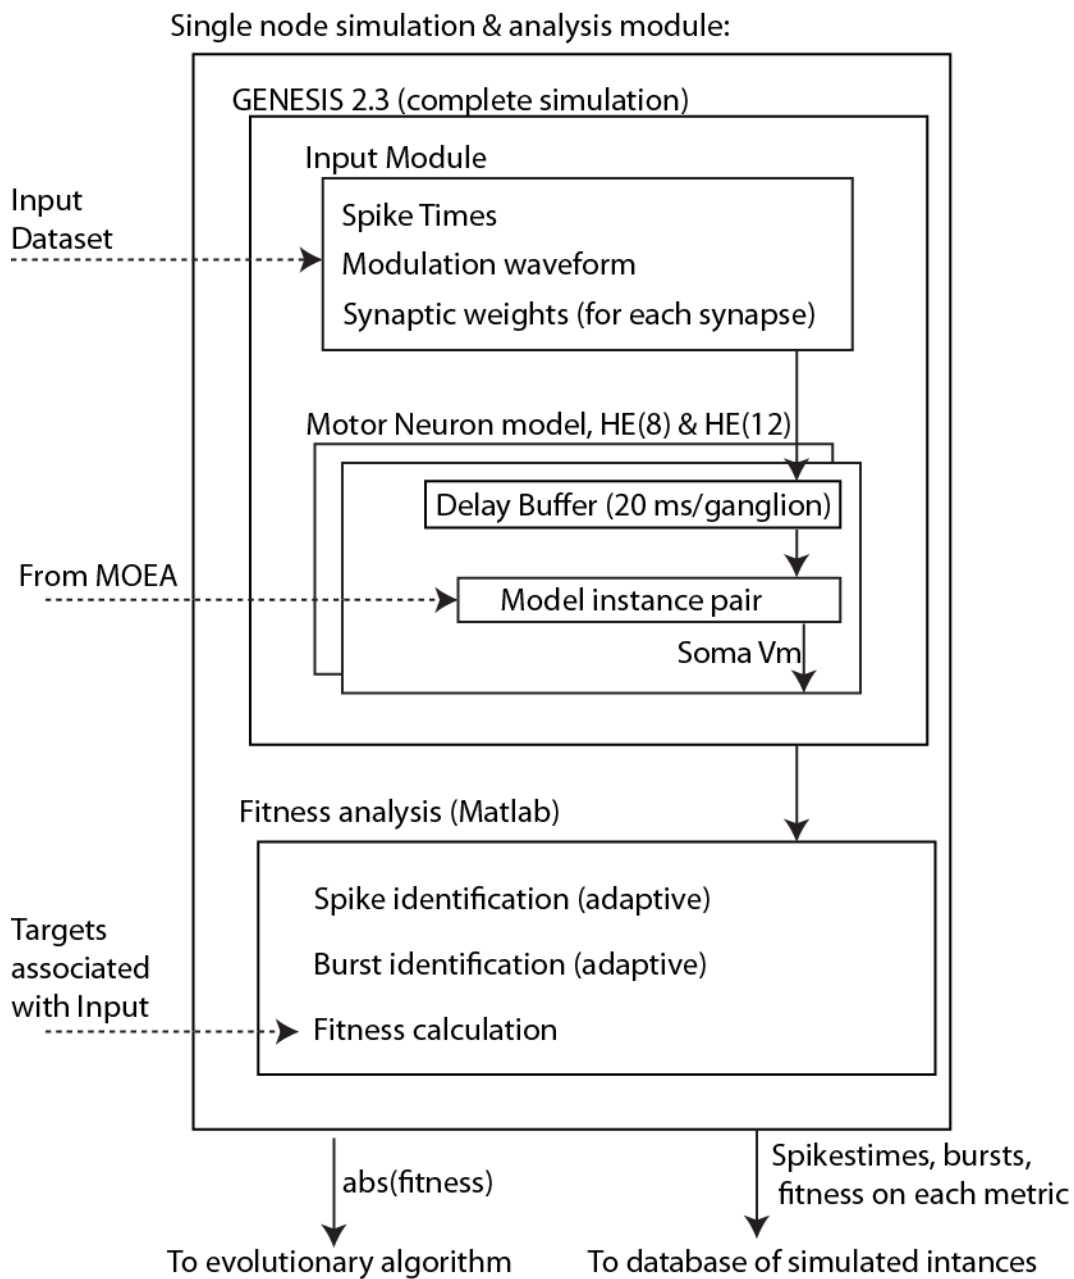 Single node simulation & analysis module:
GENESIS 2.3 (complete simulation)
Input Module
Input
Dataset
Spike Times
Modulation waveform
Synaptic weights (for each synapse)
Motor Neuron model, HE(8) & HE(12)
Delay Buffer (20 ms/ganglion)
From MOEA
Model instance pair
Soma Vm
Fitness analysis (Matlab)
Spike identification (adaptive)
Burst identification (adaptive)
Targets
associated
with Input
Fitness calculation
abs(fitness)
Spikestimes, bursts,
fitness on each metric
To evolutionary algorithm
To database of simulated intances